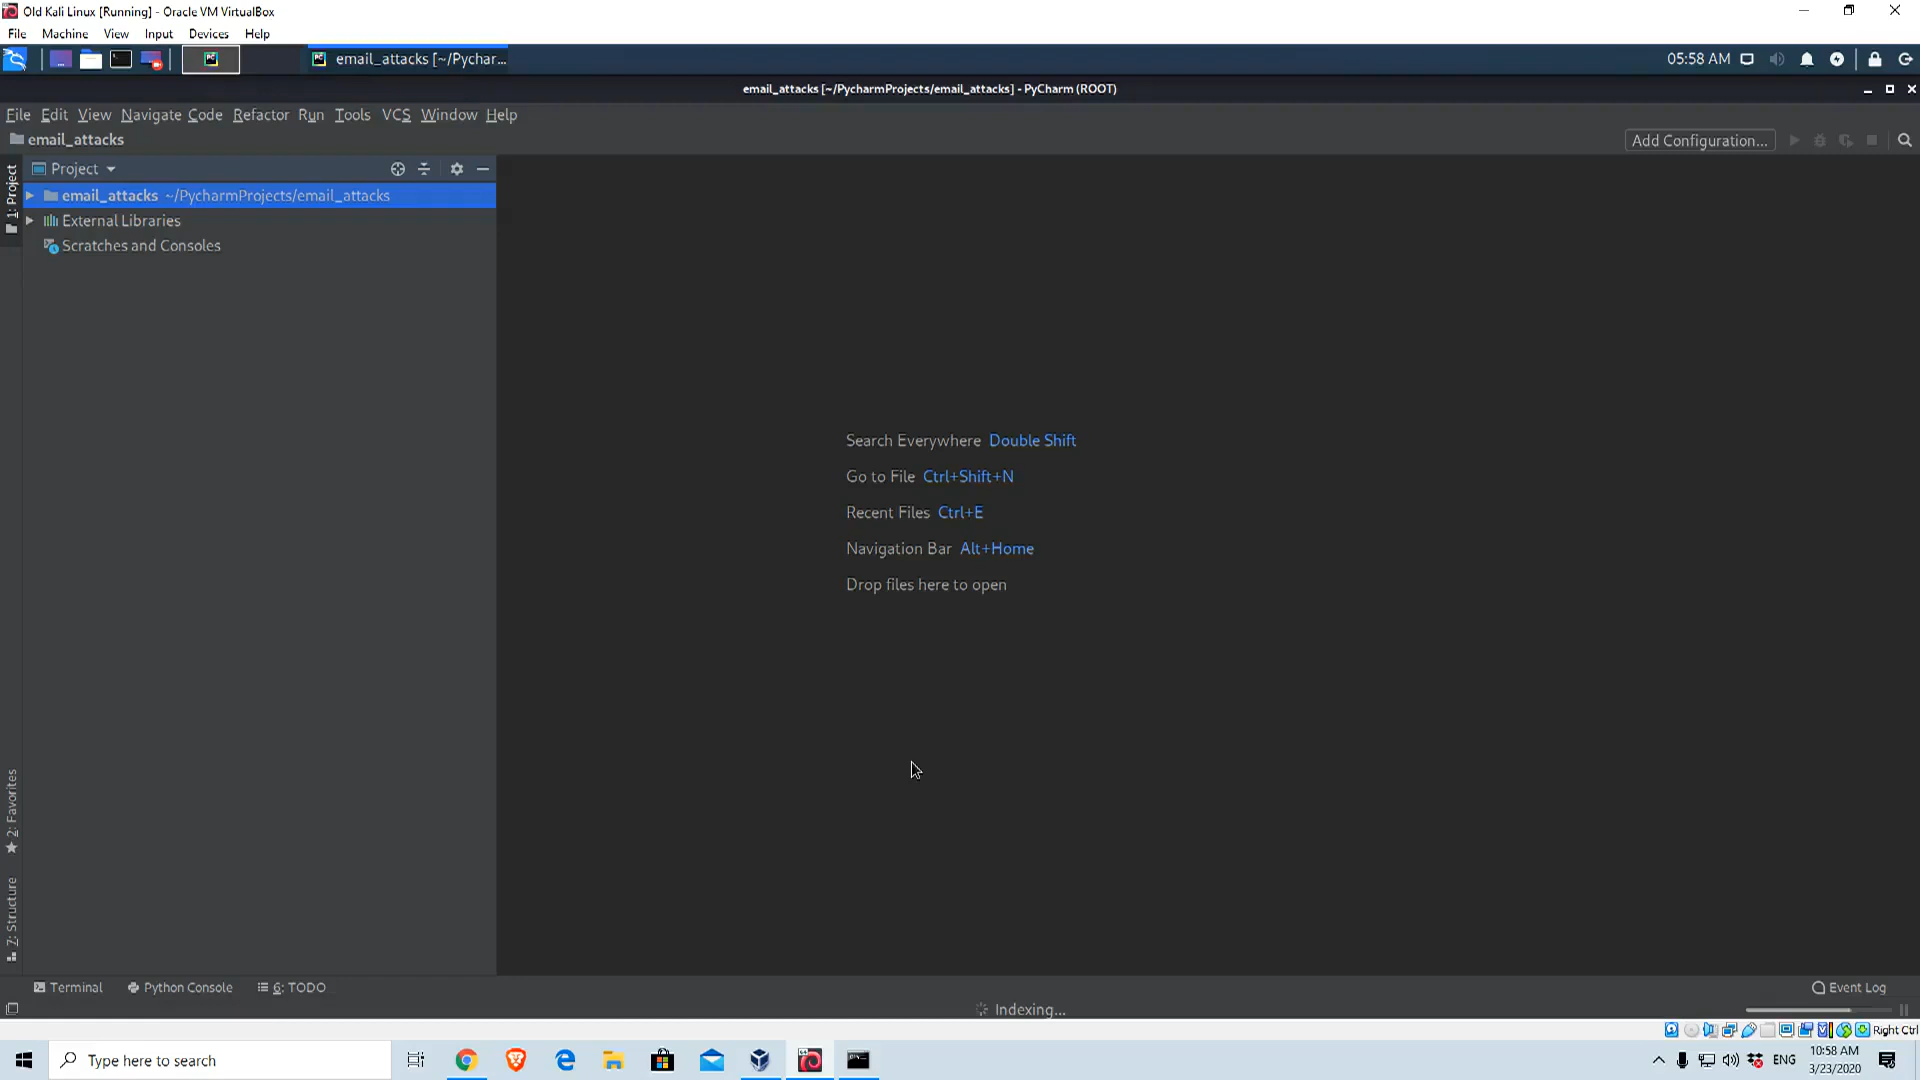 Old Kali Linux [Running] - Oracle VM VirtualBox
File Machine View Input Devices Help
email_attacks [~/Pychar...
05:58 AM
email_attacks [~/PycharmProjects/email_attacks] - PyCharm (ROOT)
File Edit View Navigate Code Refactor Run Tools VCS Window Help
email_attacks
Add Configuration...
1: Project
Project
email_attacks ~/PycharmProjects/email_attacks
External Libraries
Scratches and Consoles
Search Everywhere Double Shift
Go to File Ctrl+Shift+N
Recent Files Ctrl+E
Navigation Bar Alt+Home
Drop files here to open
2: Favorites
7: Structure
Terminal Python Console 6: TODO
Event Log
Indexing...
Right Ctrl
Type here to search
ENG
10:58 AM
3/23/2020